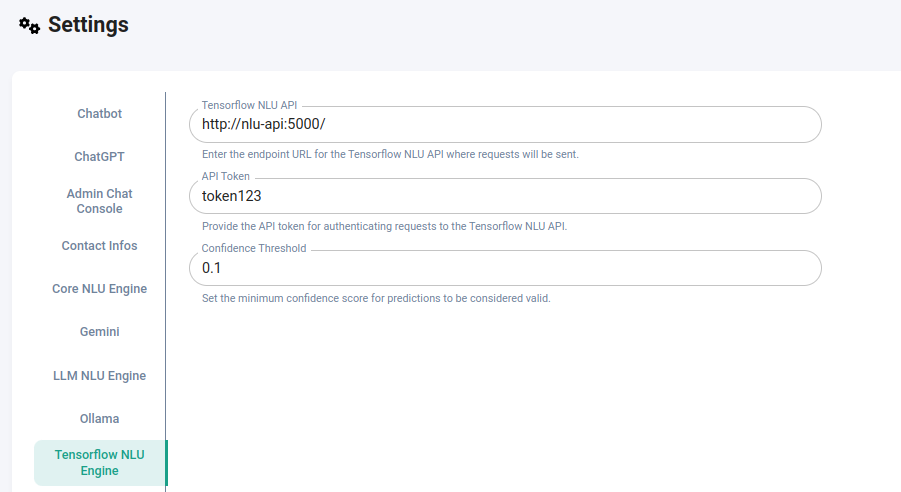 Settings
Chatbot
ChatGPT
Admin Chat
Console
Contact Infos
Core NLU Engine
Gemini
LLM NLU Engine
Ollama
Tensorflow NLU
Engine
Tensorflow NLU API
http://nlu-api:5000/
Enter the endpoint URL for the Tensorflow NLU API where requests will be sent.
API Token
token123
Provide the API token for authenticating requests to the Tensorflow NLU API.
Confidence Threshold
0.1
Set the minimum confidence score for predictions to be considered valid.